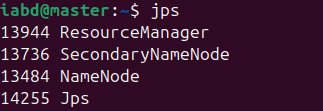 iabd@master:~$ jps
13944 ResourceManager
13736 SecondaryNameNode
13484 NameNode
14255 Jps